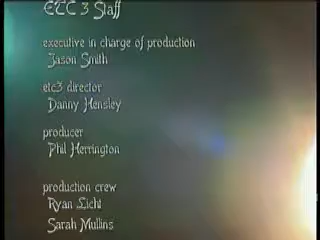 ETC 3 Staff
executive in charge of production
Jason Smith
etc3 director
Danny Hensley
producer
Phil Herrington
production crew
Ryan Licht
Sarah Mullins